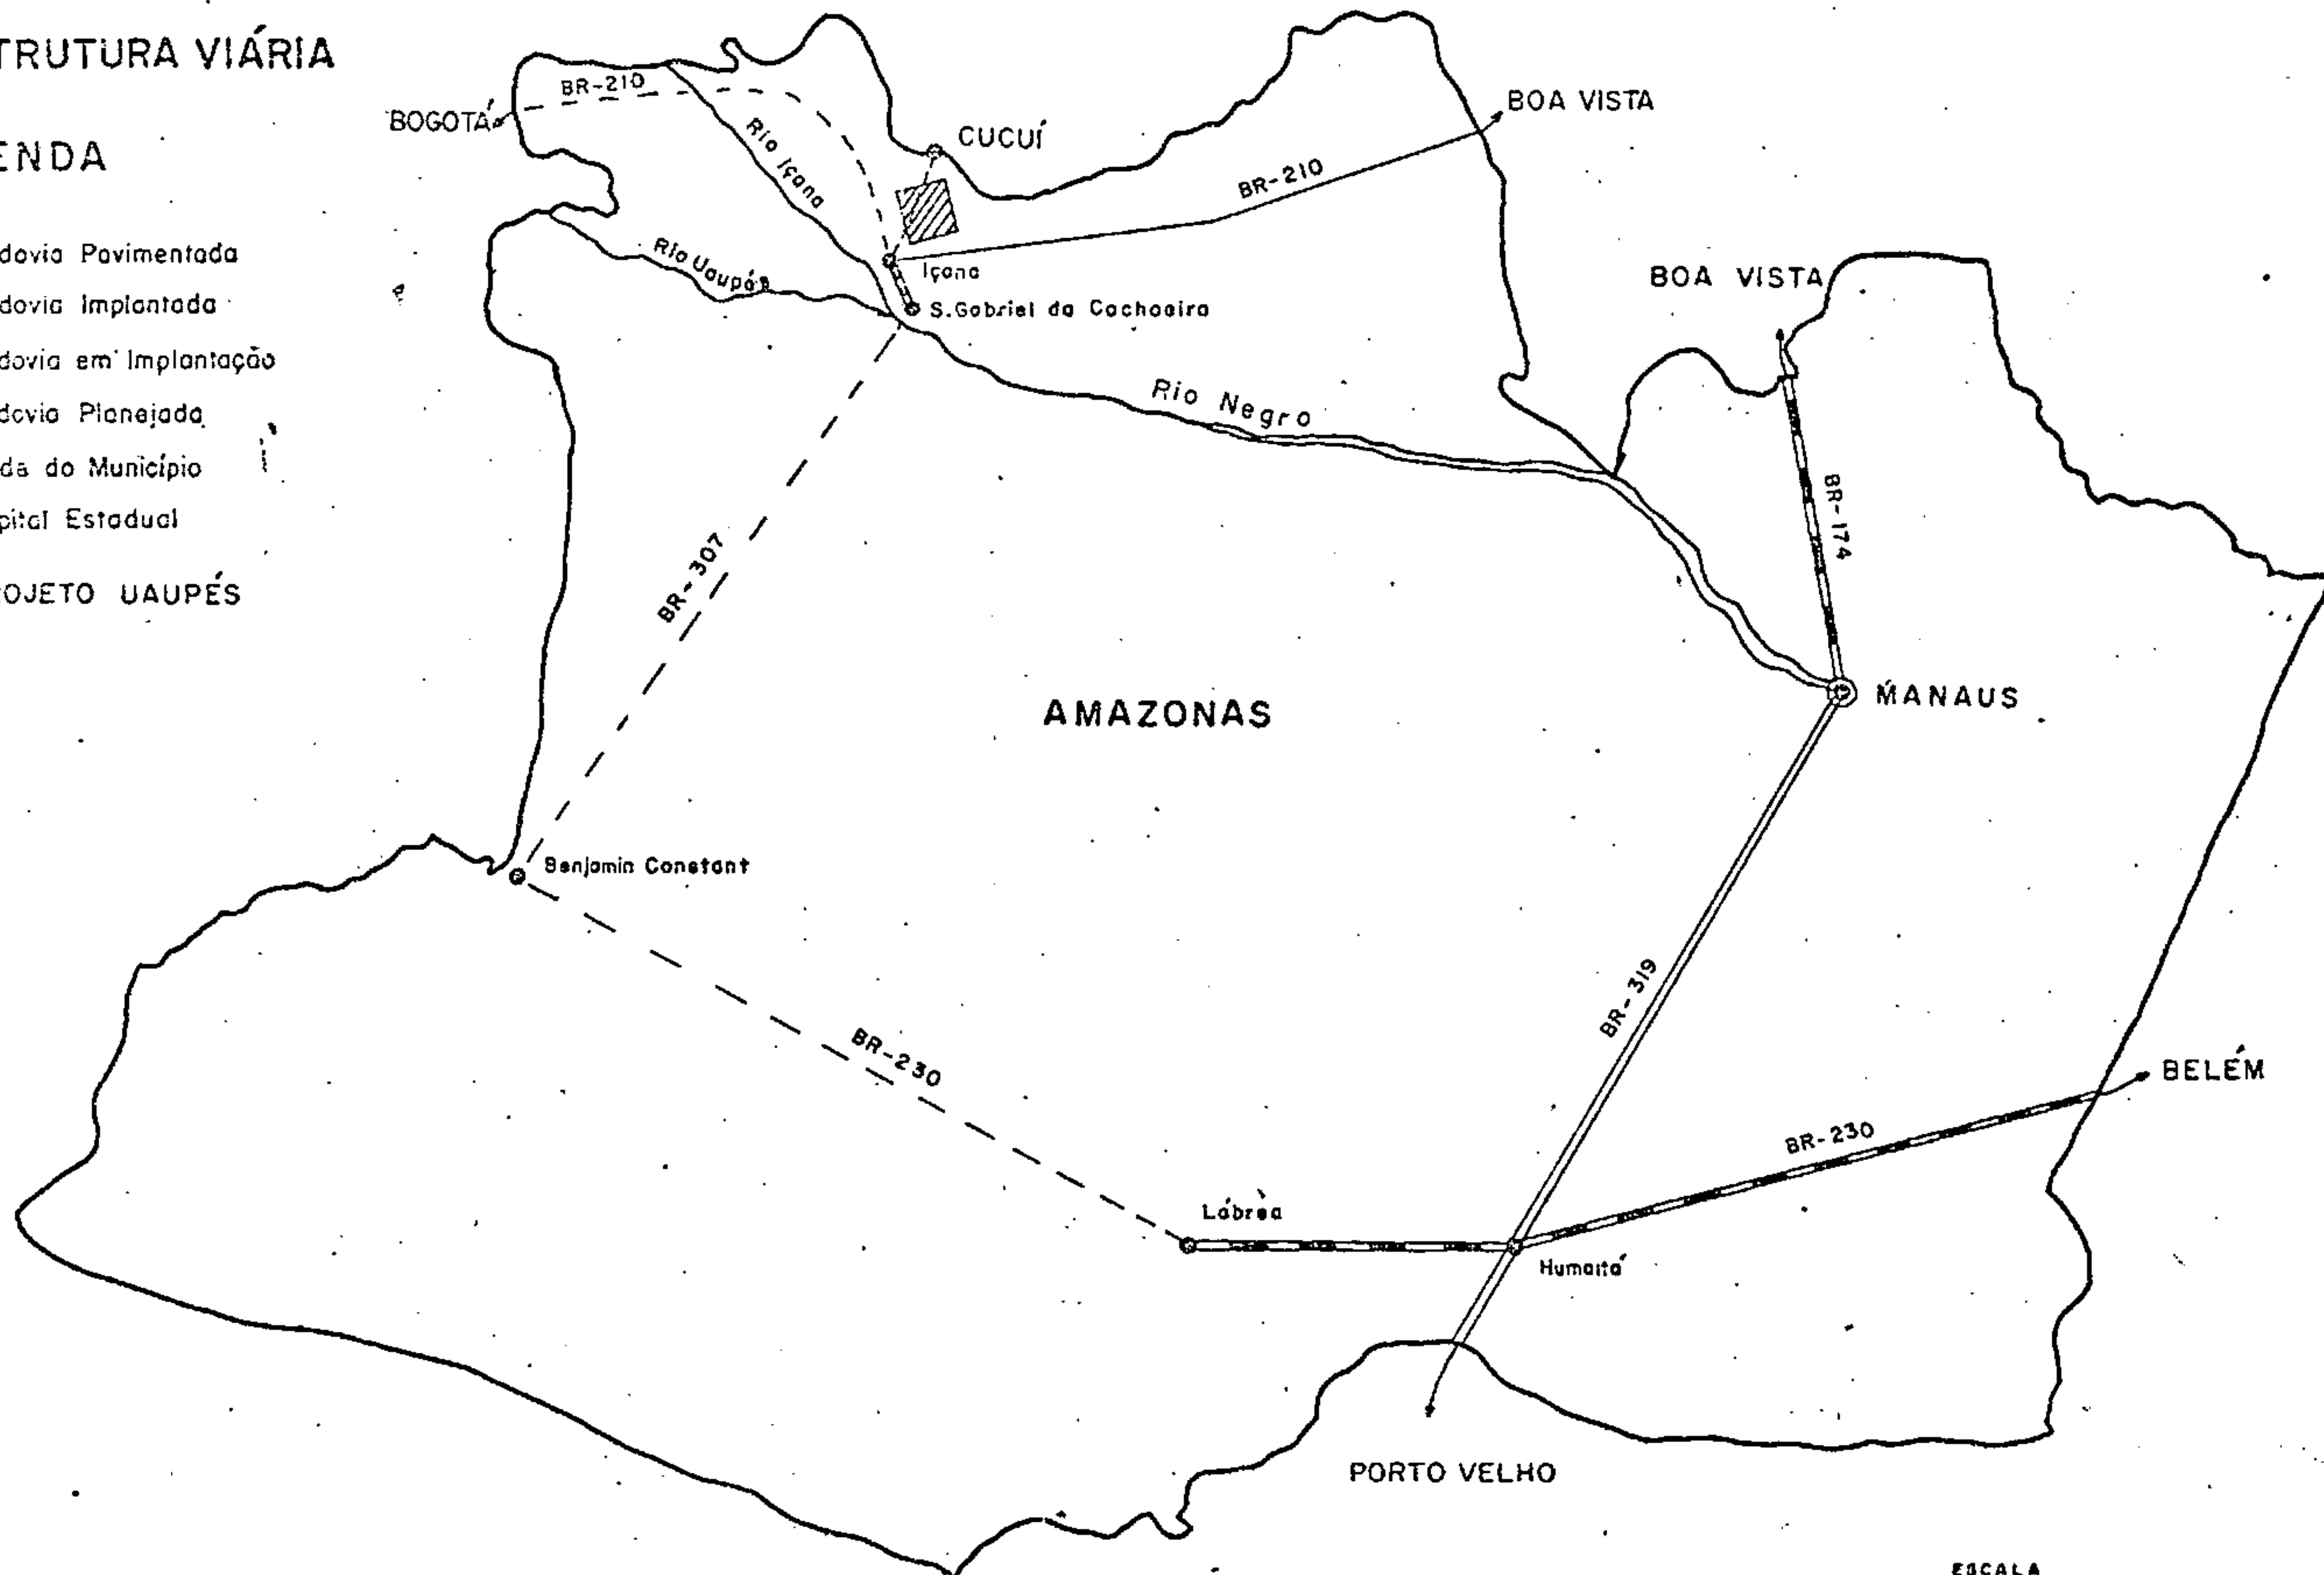 TRUTURA VIÁRIA
ENDA
dovia Pavimentada
dovia Implantada
dovia em Implantação
dovia Planejada
da do Município
pital Estadual
OJETO UAUPÉS
BOGOTÁ
BR-210
Rio Içana
CUCUÍ
BOA VISTA
BR-210
Rio Uaupés
Içana
S. Gabriel da Cachoeira
BOA VISTA
Rio Negro
BR-174
BR-307
AMAZONAS
MANAUS
Benjamin Constant
BR-319
BR-230
BELÉM
BR-230
Lábrea
Humaitá
PORTO VELHO
ESCALA